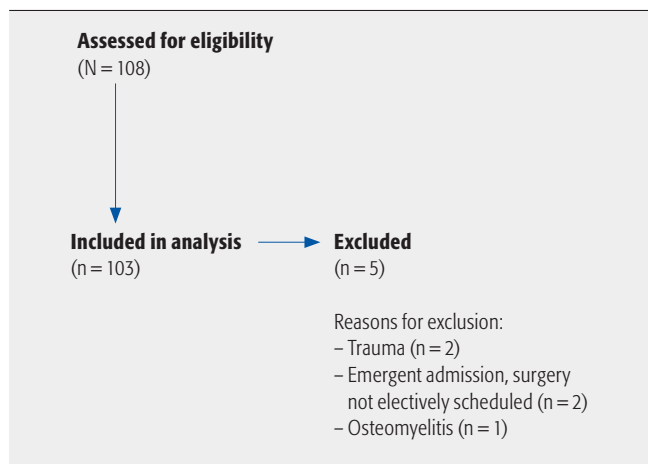 Assessed for eligibility
(N = 108)
Included in analysis
(n = 103)
Excluded
(n = 5)
Reasons for exclusion:
– Trauma (n = 2)
– Emergent admission, surgery
not electively scheduled (n = 2)
– Osteomyelitis (n = 1)